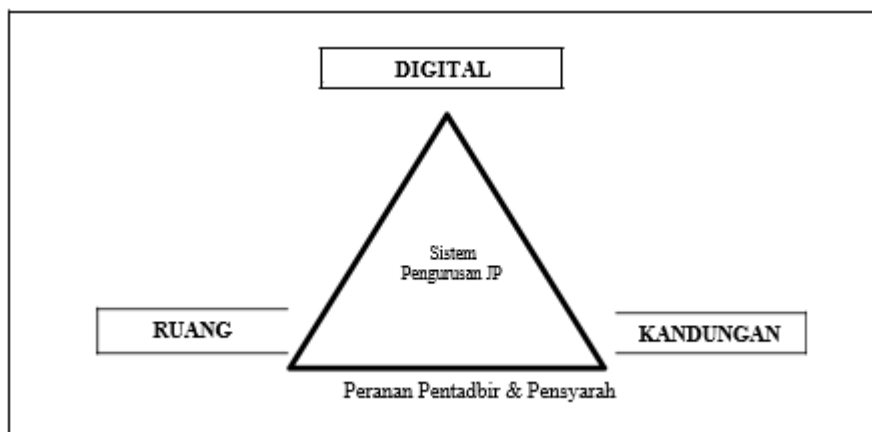 DIGITAL
Sistem
Pengurusan JP
RUANG
KANDUNGAN
Peranan Pentadbir & Pensyarah